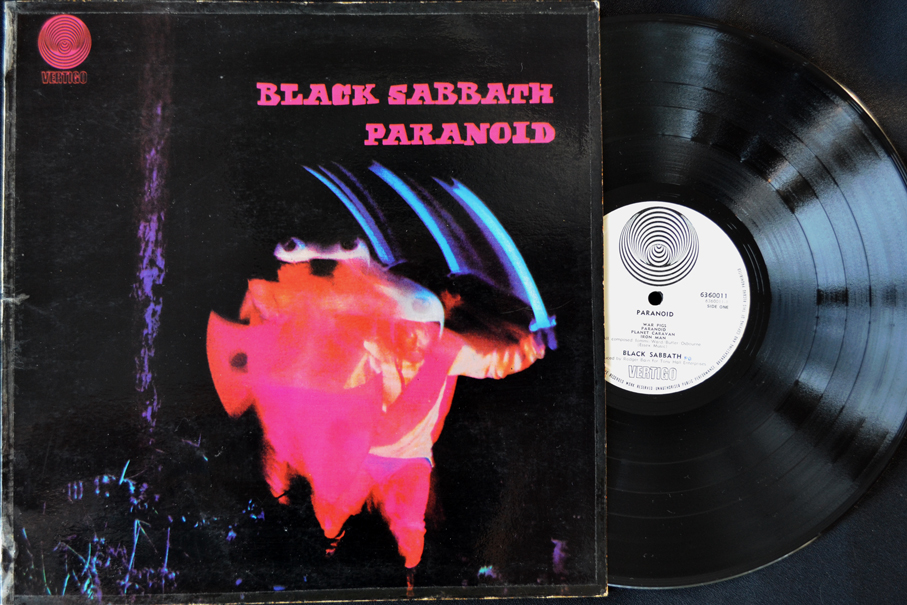 VERTIGO
BLACK SABBATH
PARANOID
6360011
SIDE ONE
PARANOID
WAR PIGS
PARANOID
PLANET CARAVAN
IRON MAN
BLACK SABBATH
VERTIGO